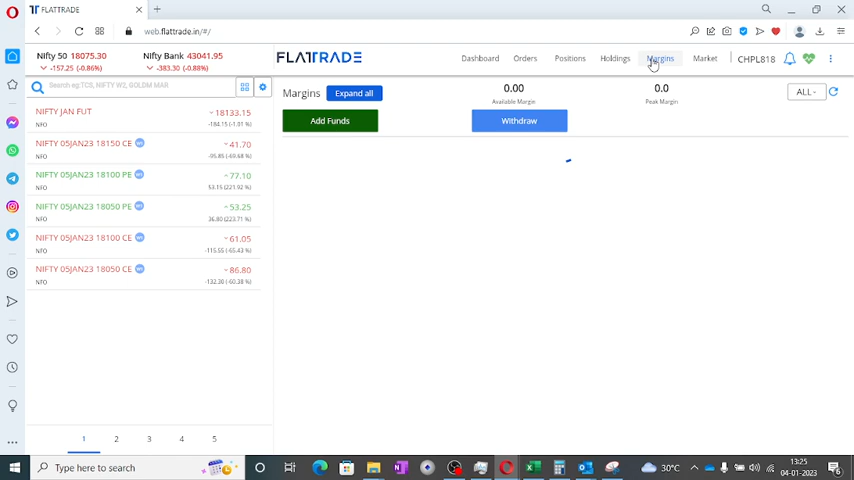 FLATTRADE
web.flattrade.in/#/
Nifty 50 18075.30
-157.25 (-0.86%)
Nifty Bank 43041.95
-383.30 (-0.88%)
FLATTRADE
Dashboard Orders Positions Holdings Margins Market CHPL818
Search eg:TCS, NIFTY W2, GOLDM MAR
Margins Expand all
0.00
Available Margin
0.0
Peak Margin
ALL
Add Funds Withdraw
NIFTY JAN FUT 18133.15
NFO -184.15 (-1.01 %)
NIFTY 05JAN23 18150 CE 41.70
NFO -95.85 (-69.68 %)
NIFTY 05JAN23 18100 PE 77.10
NFO 53.15 (221.92 %)
NIFTY 05JAN23 18050 PE 53.25
NFO 36.80 (223.71 %)
NIFTY 05JAN23 18100 CE 61.05
NFO -115.55 (-65.43 %)
NIFTY 05JAN23 18050 CE 86.80
NFO -132.30 (-60.38 %)
1 2 3 4 5
Type here to search
30°C
13:25
04-01-2023